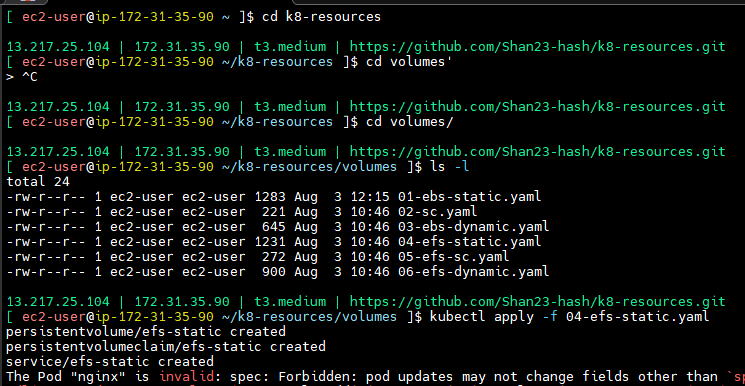 [ ec2-user@ip-172-31-35-90 ~ ]$ cd k8-resources
13.217.25.104 | 172.31.35.90 | t3.medium | https://github.com/Shan23-hash/k8-resources.git
[ ec2-user@ip-172-31-35-90 ~/k8-resources ]$ cd volumes'
> ^C
13.217.25.104 | 172.31.35.90 | t3.medium | https://github.com/Shan23-hash/k8-resources.git
[ ec2-user@ip-172-31-35-90 ~/k8-resources ]$ cd volumes/
13.217.25.104 | 172.31.35.90 | t3.medium | https://github.com/Shan23-hash/k8-resources.git
[ ec2-user@ip-172-31-35-90 ~/k8-resources/volumes ]$ ls -l
total 24
-rw-r--r-- 1 ec2-user ec2-user 1283 Aug  3 12:15 01-ebs-static.yaml
-rw-r--r-- 1 ec2-user ec2-user  221 Aug  3 10:46 02-sc.yaml
-rw-r--r-- 1 ec2-user ec2-user  645 Aug  3 10:46 03-ebs-dynamic.yaml
-rw-r--r-- 1 ec2-user ec2-user 1231 Aug  3 10:46 04-efs-static.yaml
-rw-r--r-- 1 ec2-user ec2-user  272 Aug  3 10:46 05-efs-sc.yaml
-rw-r--r-- 1 ec2-user ec2-user  900 Aug  3 10:46 06-efs-dynamic.yaml
13.217.25.104 | 172.31.35.90 | t3.medium | https://github.com/Shan23-hash/k8-resources.git
[ ec2-user@ip-172-31-35-90 ~/k8-resources/volumes ]$ kubectl apply -f 04-efs-static.yaml
persistentvolume/efs-static created
persistentvolumeclaim/efs-static created
service/efs-static created
The Pod "nginx" is invalid: spec: Forbidden: pod updates may not change fields other than `sp